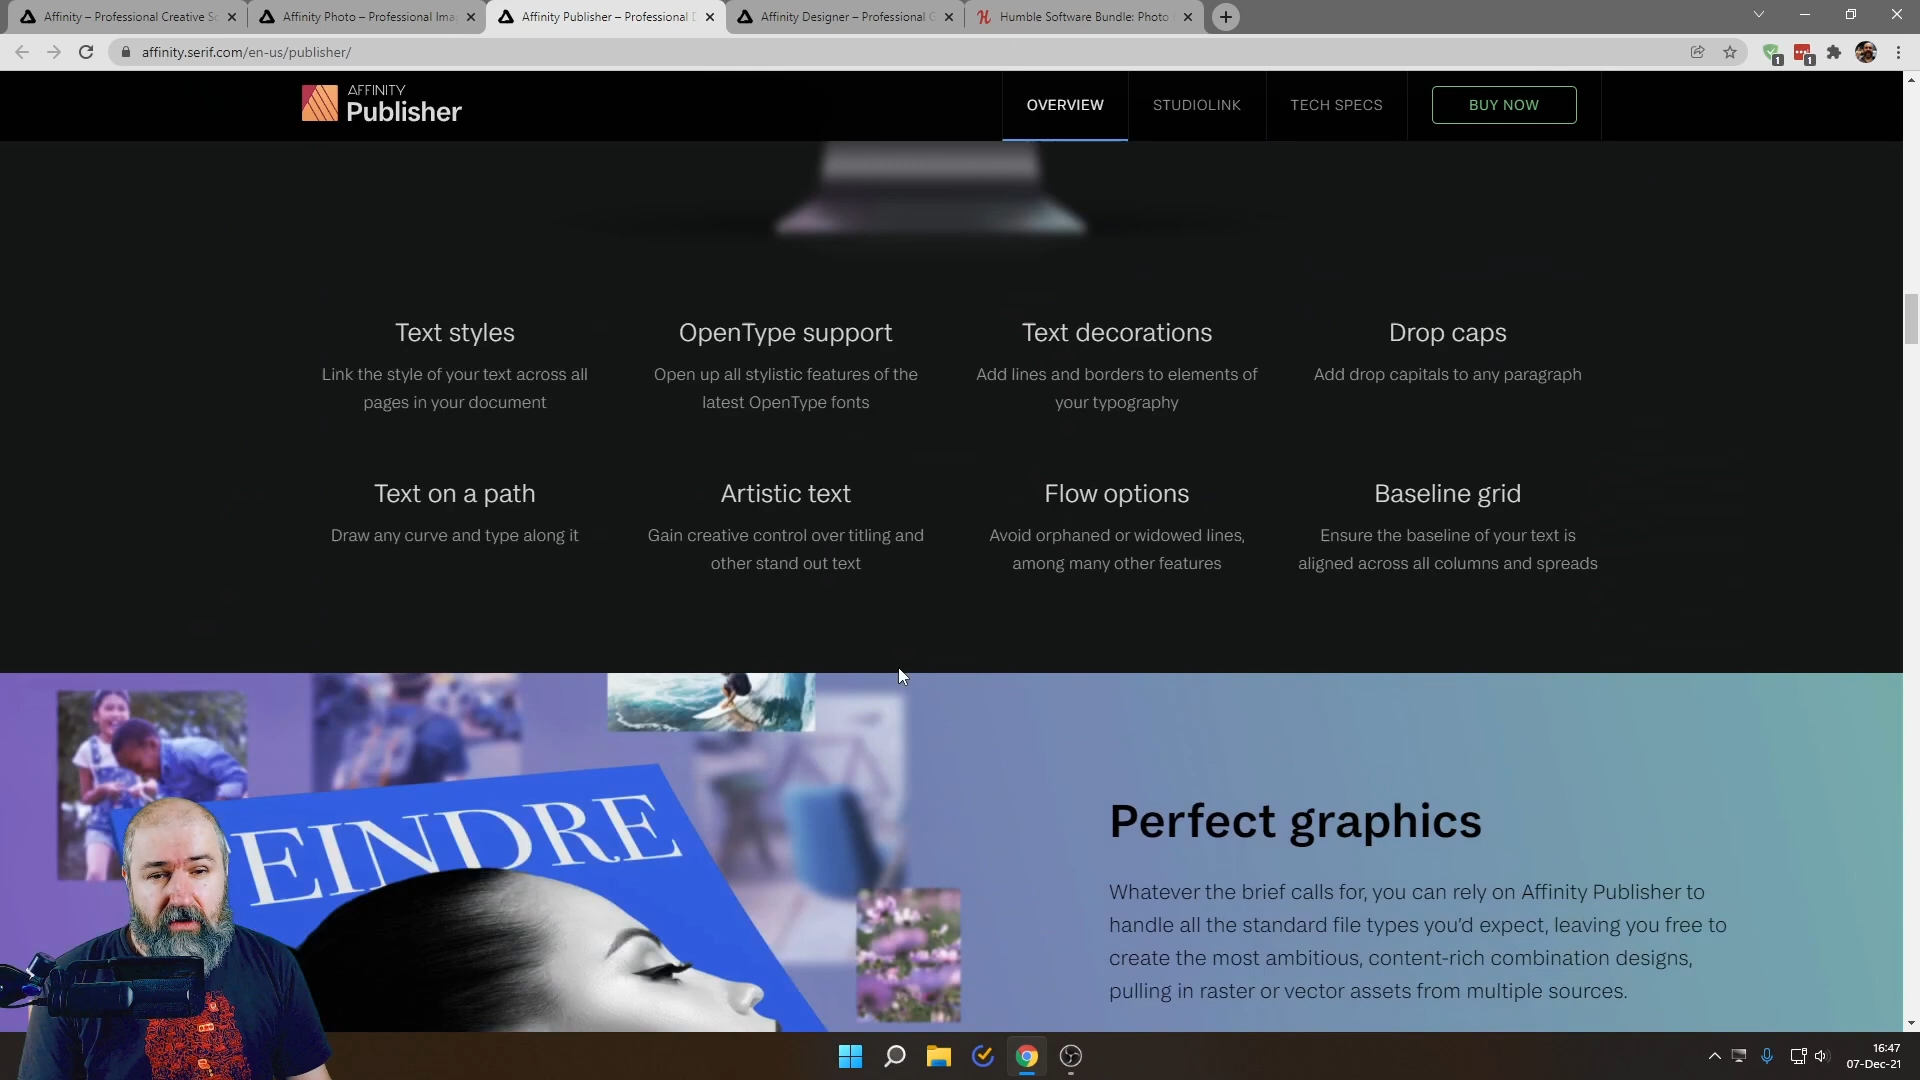 Affinity – Professional Creative So
Affinity Photo – Professional Ima
Affinity Publisher – Professional D
Affinity Designer – Professional G
Humble Software Bundle: Photo
affinity.serif.com/en-us/publisher/
1
1
AFFINITY
Publisher
OVERVIEW
STUDIOLINK
TECH SPECS
BUY NOW
Text styles
Link the style of your text across all
pages in your document
OpenType support
Open up all stylistic features of the
latest OpenType fonts
Text decorations
Add lines and borders to elements of
your typography
Drop caps
Add drop capitals to any paragraph
Text on a path
Draw any curve and type along it
Artistic text
Gain creative control over titling and
other stand out text
Flow options
Avoid orphaned or widowed lines,
among many other features
Baseline grid
Ensure the baseline of your text is
aligned across all columns and spreads
EINDRE
Perfect graphics
Whatever the brief calls for, you can rely on Affinity Publisher to
handle all the standard file types you’d expect, leaving you free to
create the most ambitious, content-rich combination designs,
pulling in raster or vector assets from multiple sources.
16:47
07-Dec-21